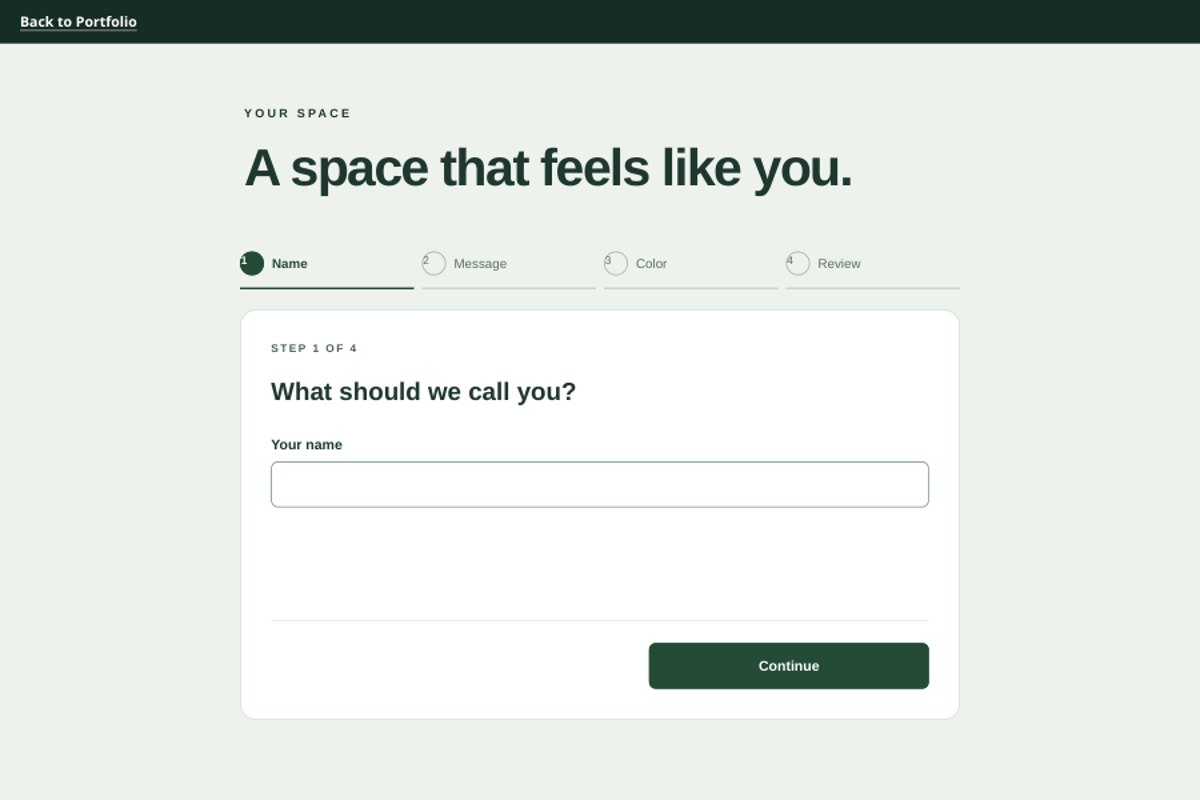 Back to Portfolio
YOUR SPACE
A space that feels like you.
1 Name
2 Message
3 Color
4 Review
STEP 1 OF 4
What should we call you?
Your name
Continue